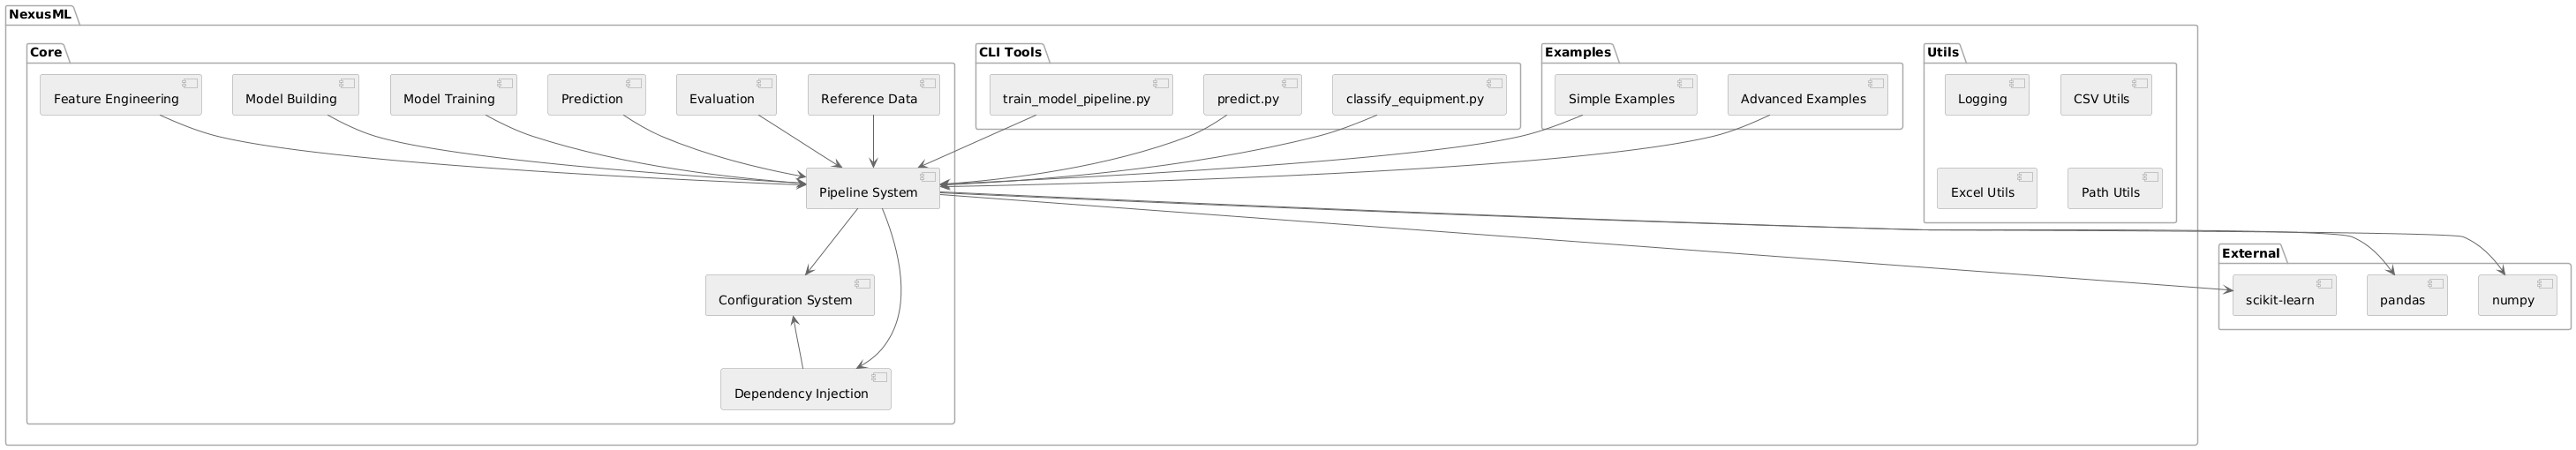 NexusML
Core
CLI Tools
Examples
Utils
Feature Engineering
Model Building
Model Training
Prediction
Evaluation
Reference Data
train_model_pipeline.py
predict.py
classify_equipment.py
Simple Examples
Advanced Examples
Logging
CSV Utils
Pipeline System
Excel Utils
Path Utils
External
Configuration System
scikit-learn
pandas
numpy
Dependency Injection